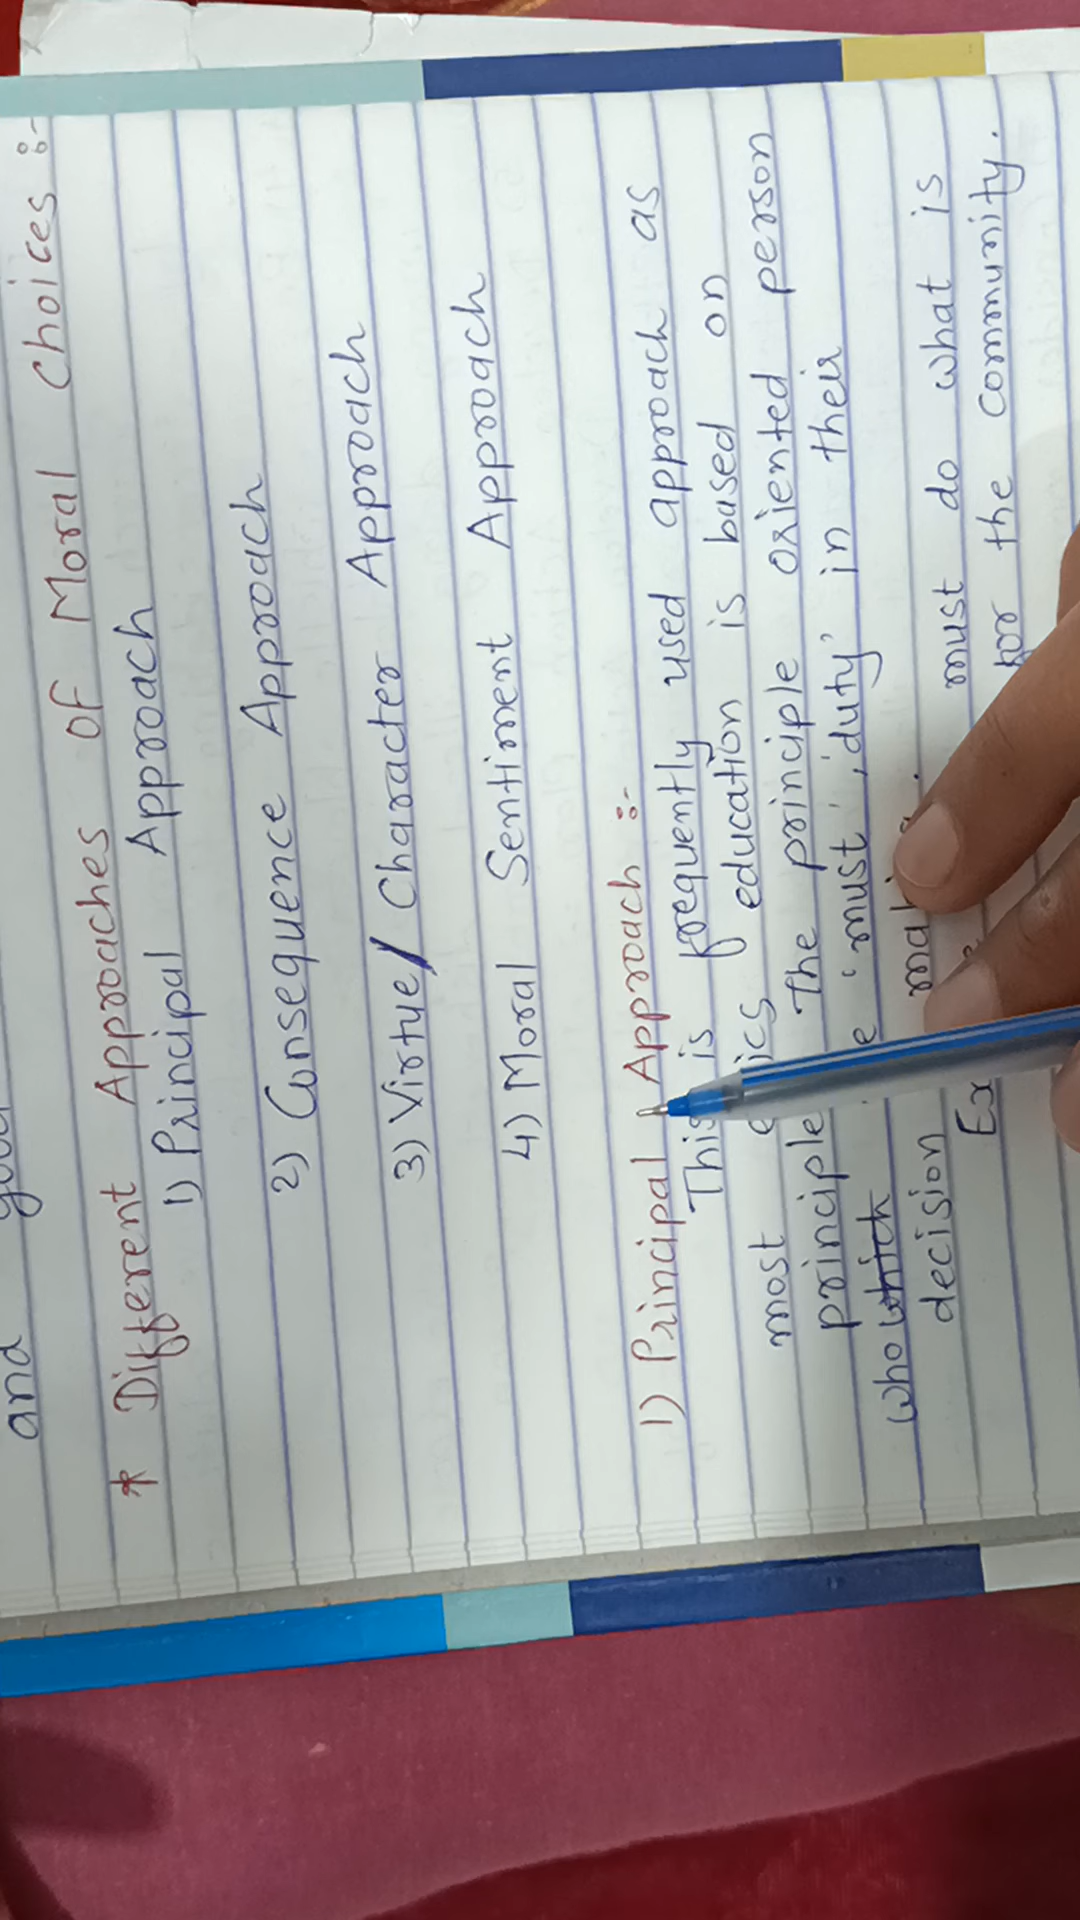 and
* Different Approaches of Moral Choices :-
1) Principal Approach
2) Consequence Approach
3) Virtue/ Character Approach
4) Moral Sentiment Approach
1) Principal Approach :-
This is frequently used approach as
most education is based on
principle The principle oriented person
who which 'must', 'duty' in their
decision
must do what is
for the community.